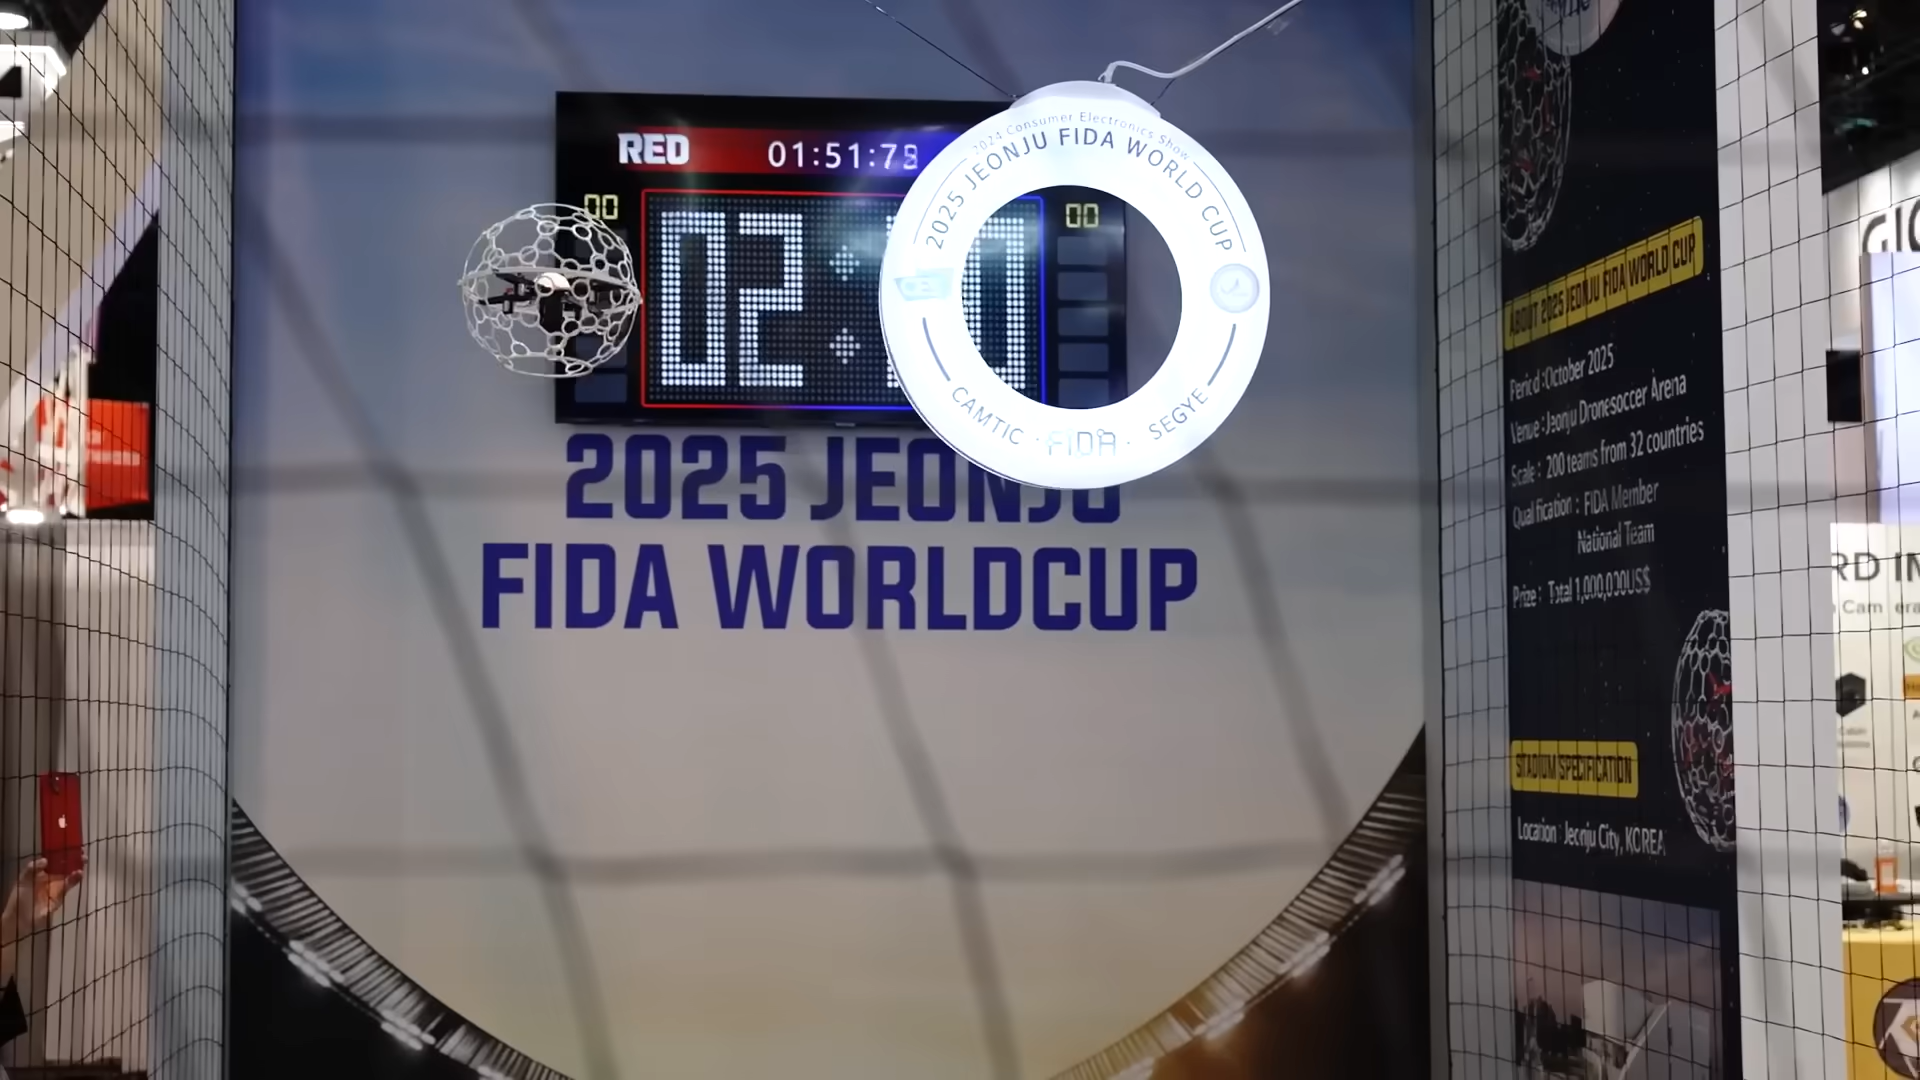 RED
01:51:7
00
00
02
2024 Consumer Electronics Show
2025 JEONJU FIDA WORLD CUP
CAMTIC · FIDA · SEGYE
2025 JEONJU
FIDA WORLDCUP
ABOUT 2025 JEONJU FIDA WORLD CUP
Period : October 2025
Venue : Jeonju Dronesoccer Arena
Scale : 200 teams from 32 countries
Qualification : FIDA Member
National Team
Prize : Total 1,000,000US$
STADIUM SPECIFICATION
Location : Jeonju City, KOREA